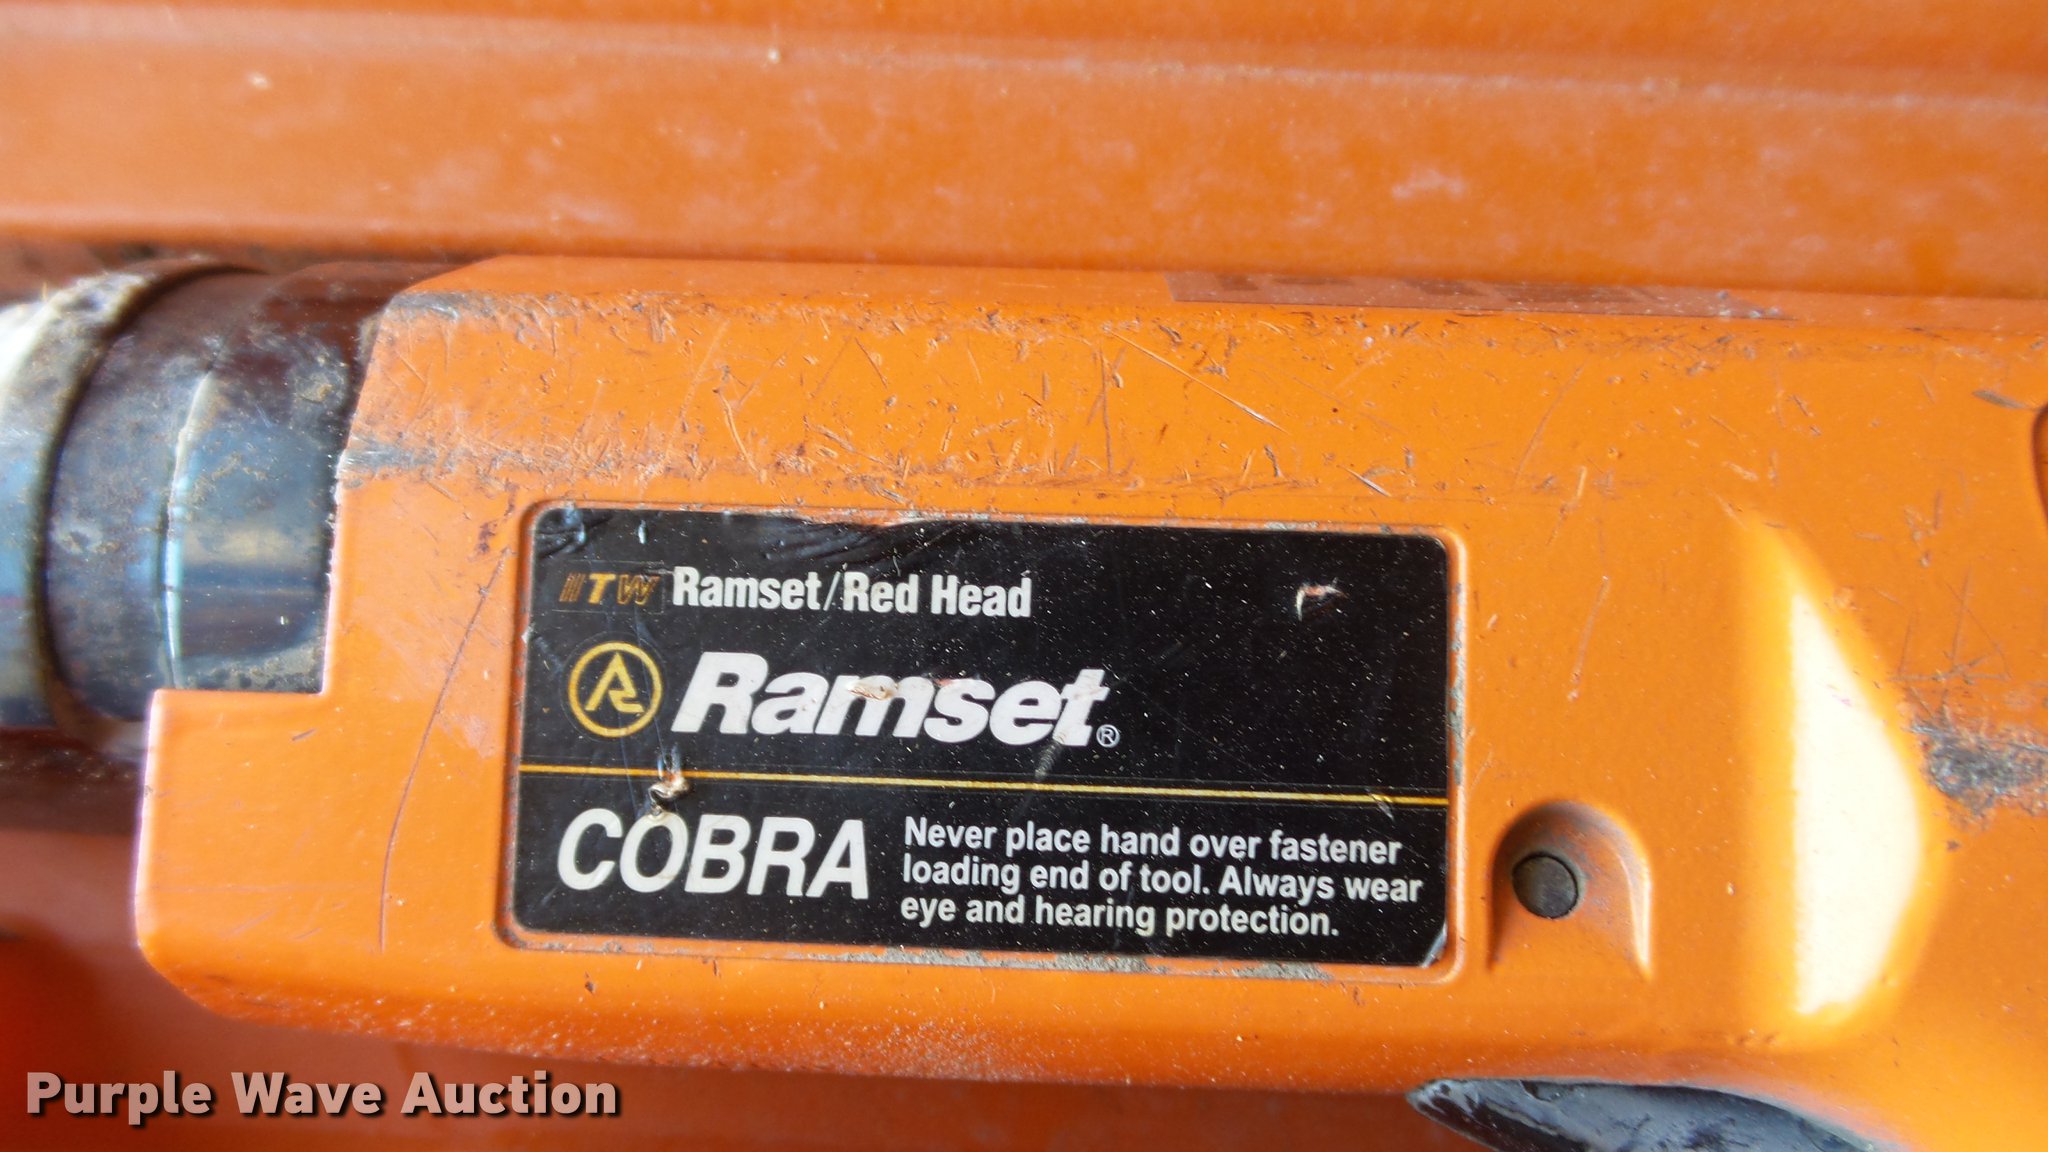 ITW Ramset/Red Head
Ramset®
COBRA
Never place hand over fastener
loading end of tool. Always wear
eye and hearing protection.
Purple Wave Auction